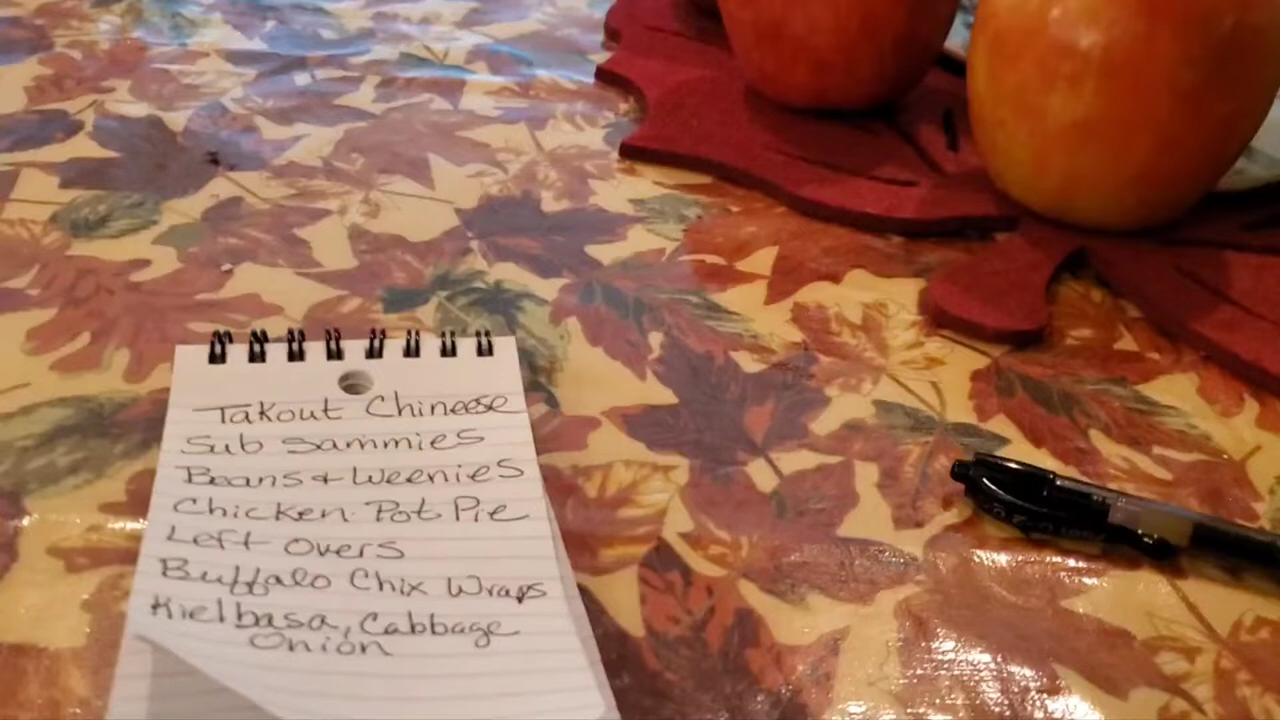 Takout Chineese
Sub Sammies
Beans & Weenies
Chicken Pot Pie
Left overs
Buffalo Chix Wraps
Kielbasa, Cabbage
Onion